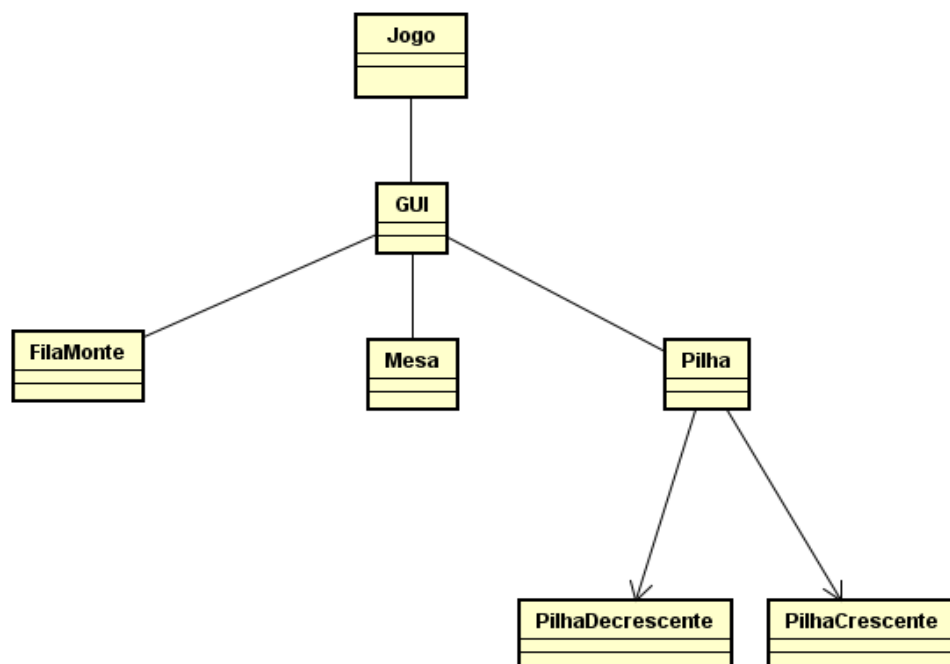 Jogo
GUI
FilaMonte
Mesa
Pilha
PilhaDecrescente
PilhaCrescente